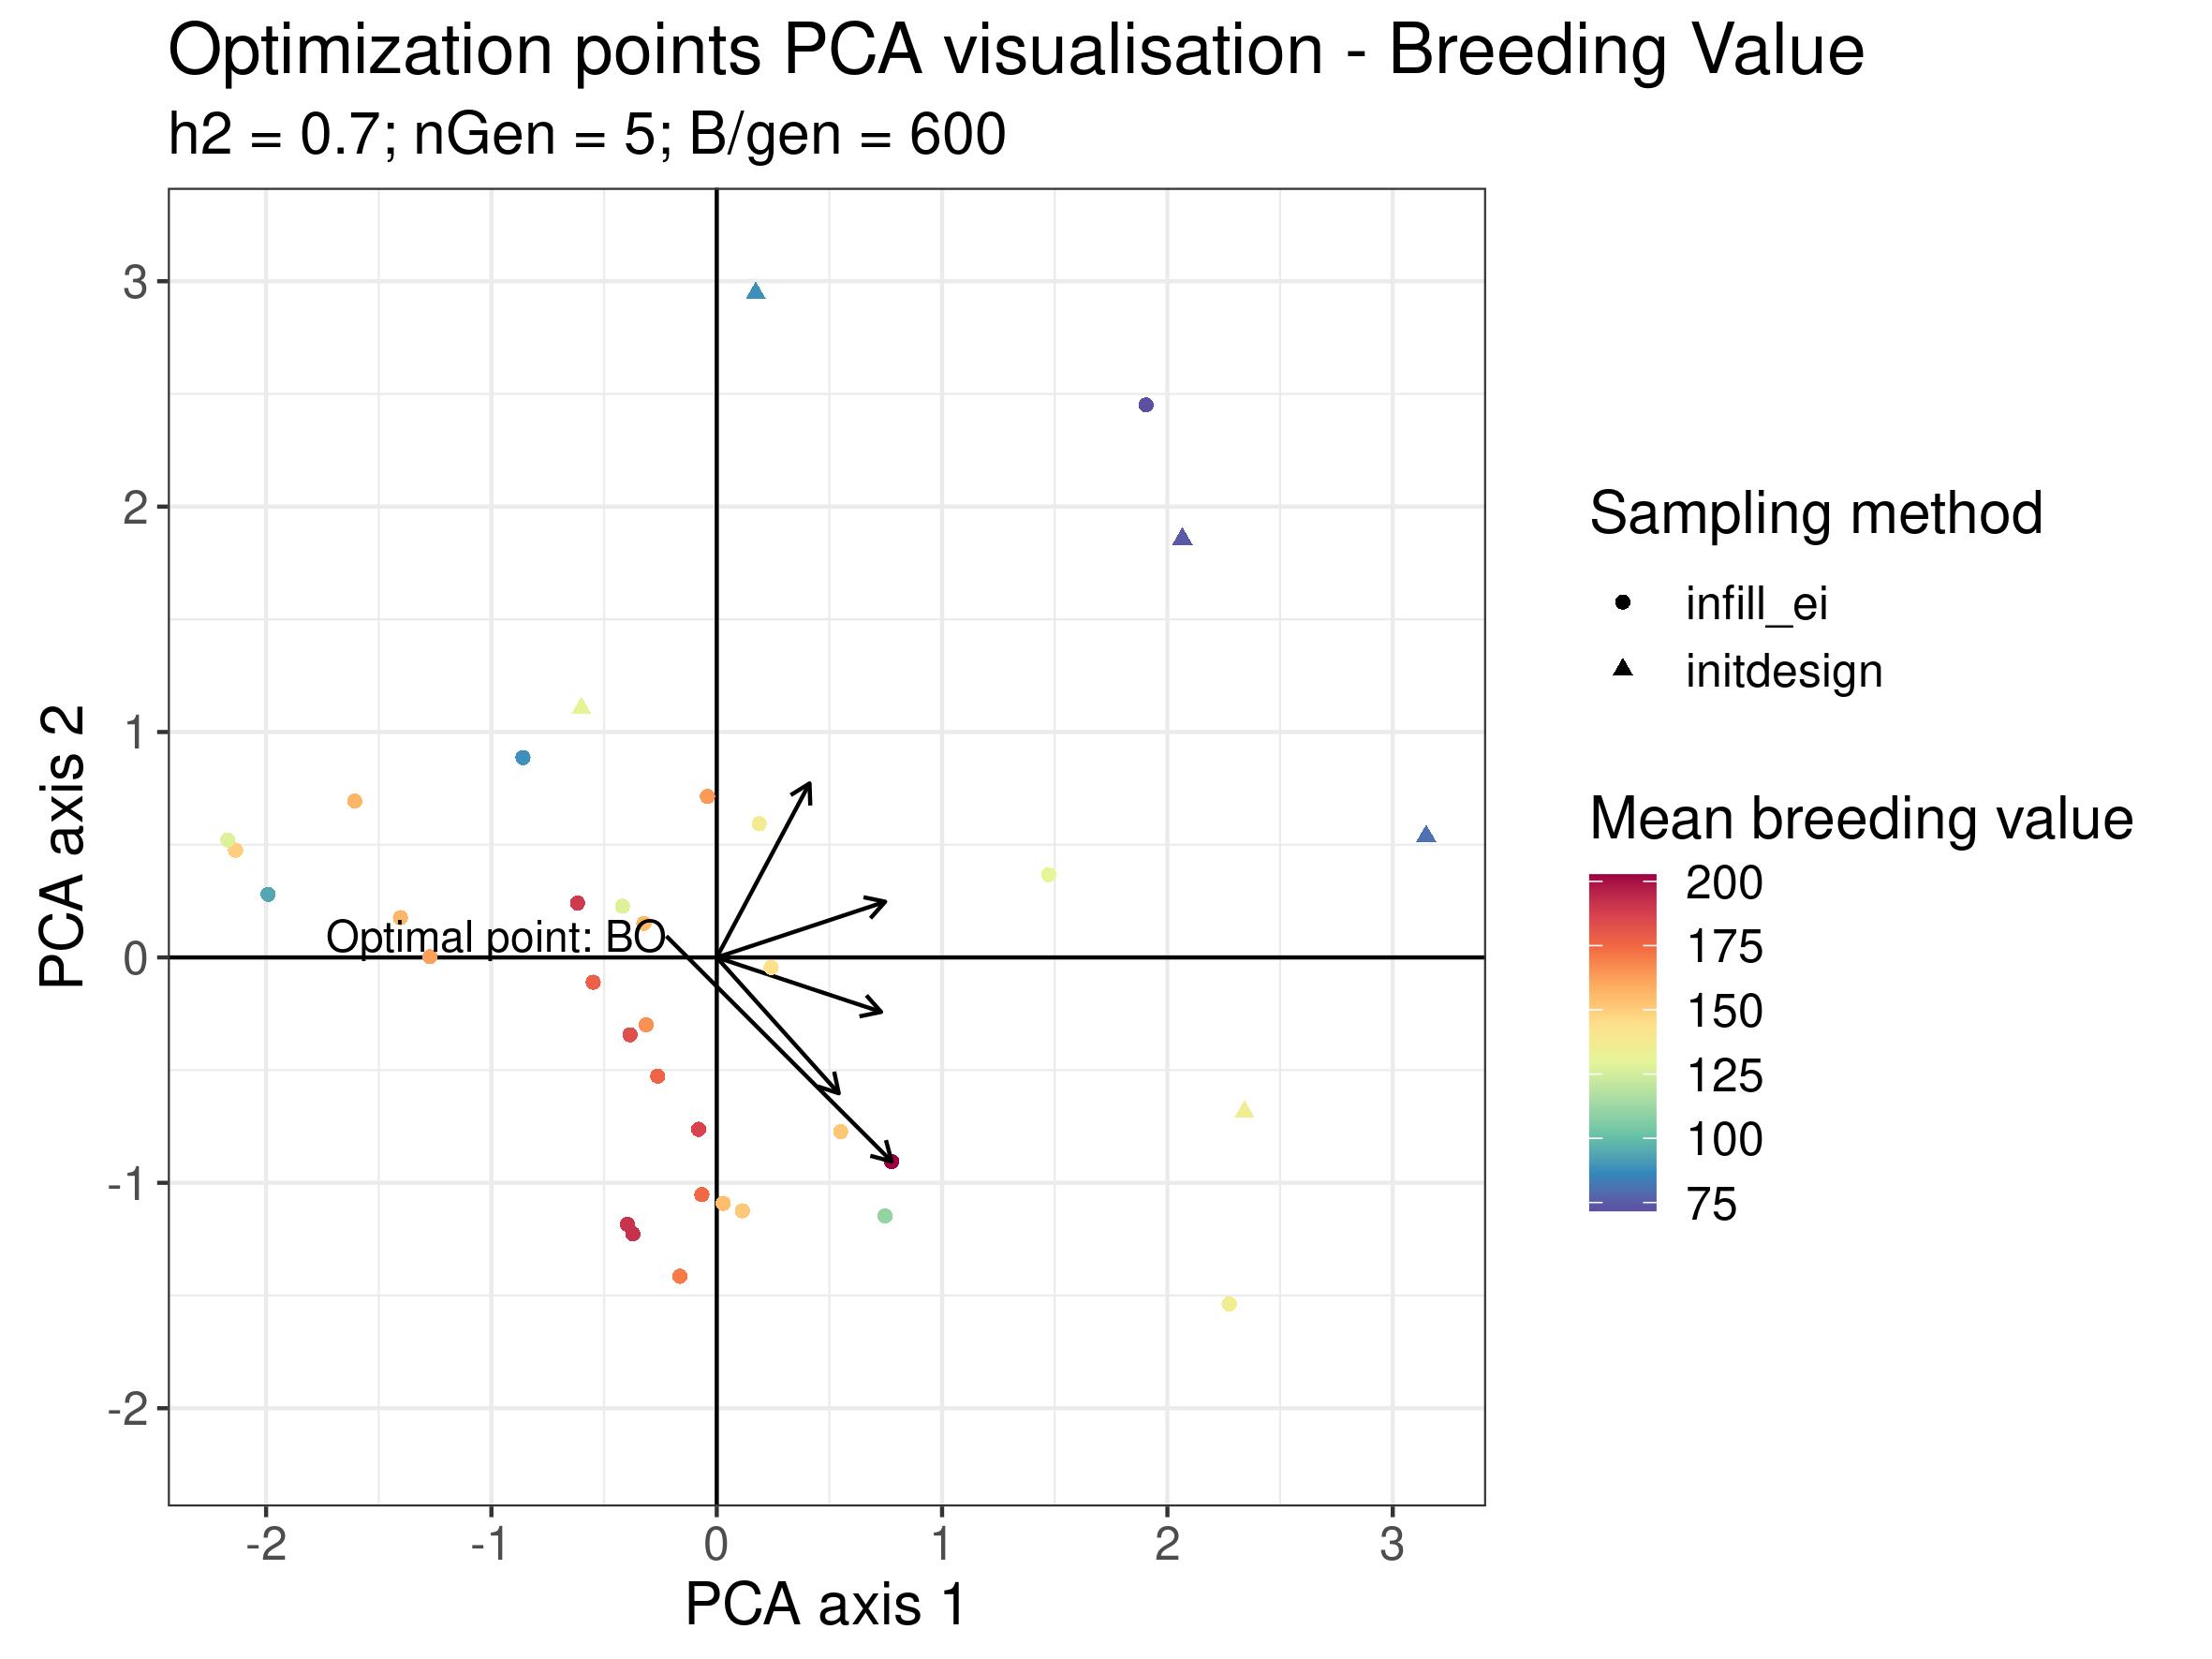 Optimization points PCA visualisation - Breeding Value
h2 = 0.7; nGen = 5; B/gen = 600
3
2
1
0
-1
-2
PCA axis 2
Optimal point: BO
-2 -1 0 1 2 3
PCA axis 1
Sampling method
infill_ei
initdesign
Mean breeding value
200
175
150
125
100
75